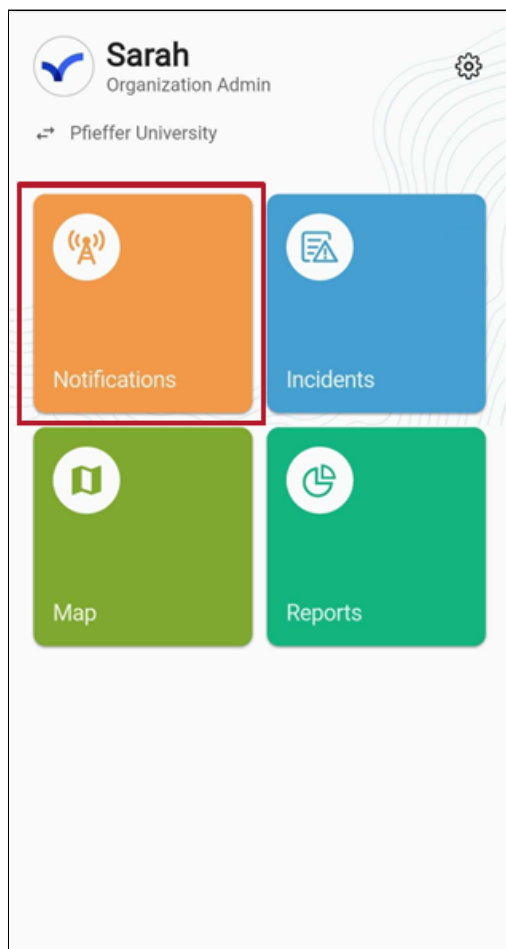 Sarah
Organization Admin
Pfieffer University
Notifications
Incidents
Map
Reports